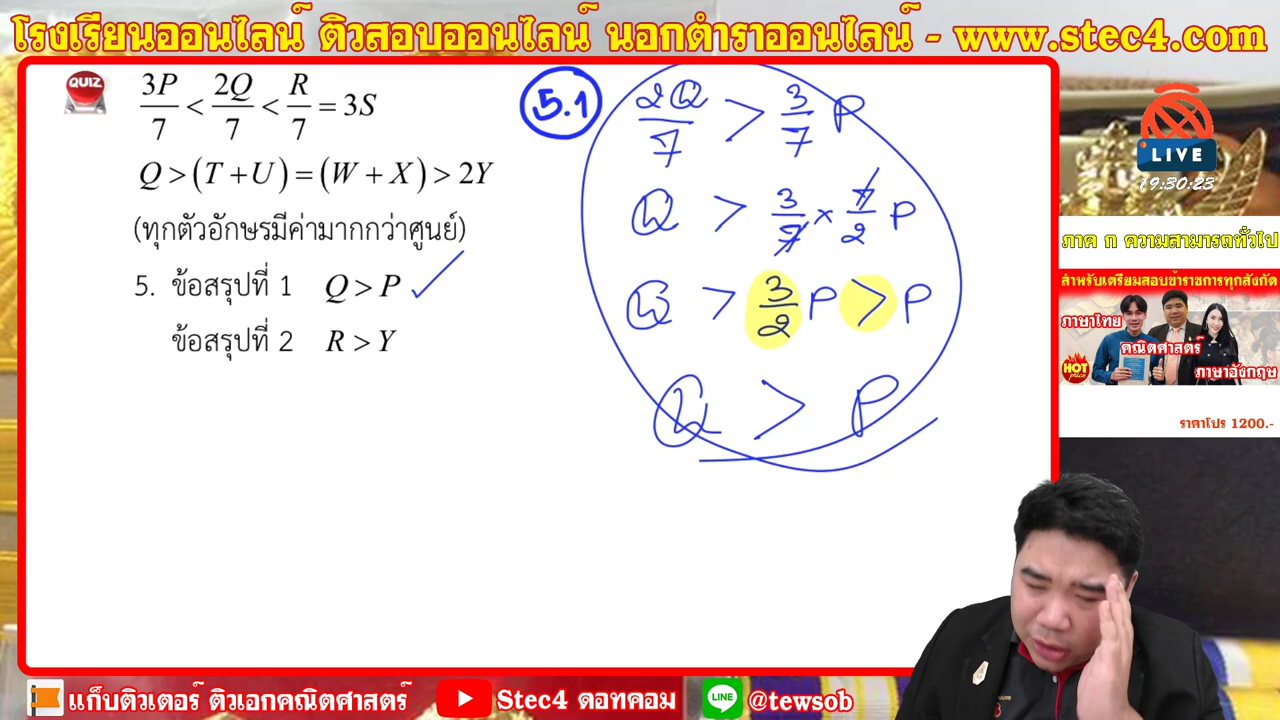 โรงเรียนออนไลน์ ติวสอบออนไลน์ นอกตำราออนไลน์ - www.stec4.com
QUIZ
3P/7 < 2Q/7 < R/7 = 3S
Q > (T + U) = (W + X) > 2Y
(ทุกตัวอักษรมีค่ามากกว่าศูนย์)
5. ข้อสรุปที่ 1 Q > P ✓
ข้อสรุปที่ 2 R > Y
5.1
2Q/7 > 3/7 P
Q > 3/7 × 7/2 P
Q > 3/2 P > P
Q > P
LIVE
19:30:23
ภาค ก ความสามารถทั่วไป
สำหรับเตรียมสอบข้าราชการทุกสังกัด
ภาษาไทย
คณิตศาสตร์
ภาษาอังกฤษ
HOT
price
ราคาโปร 1200.-
แก็บติวเตอร์ ติวเอกคณิตศาสตร์
Stec4 ดอทคอม
LINE
@tewsob